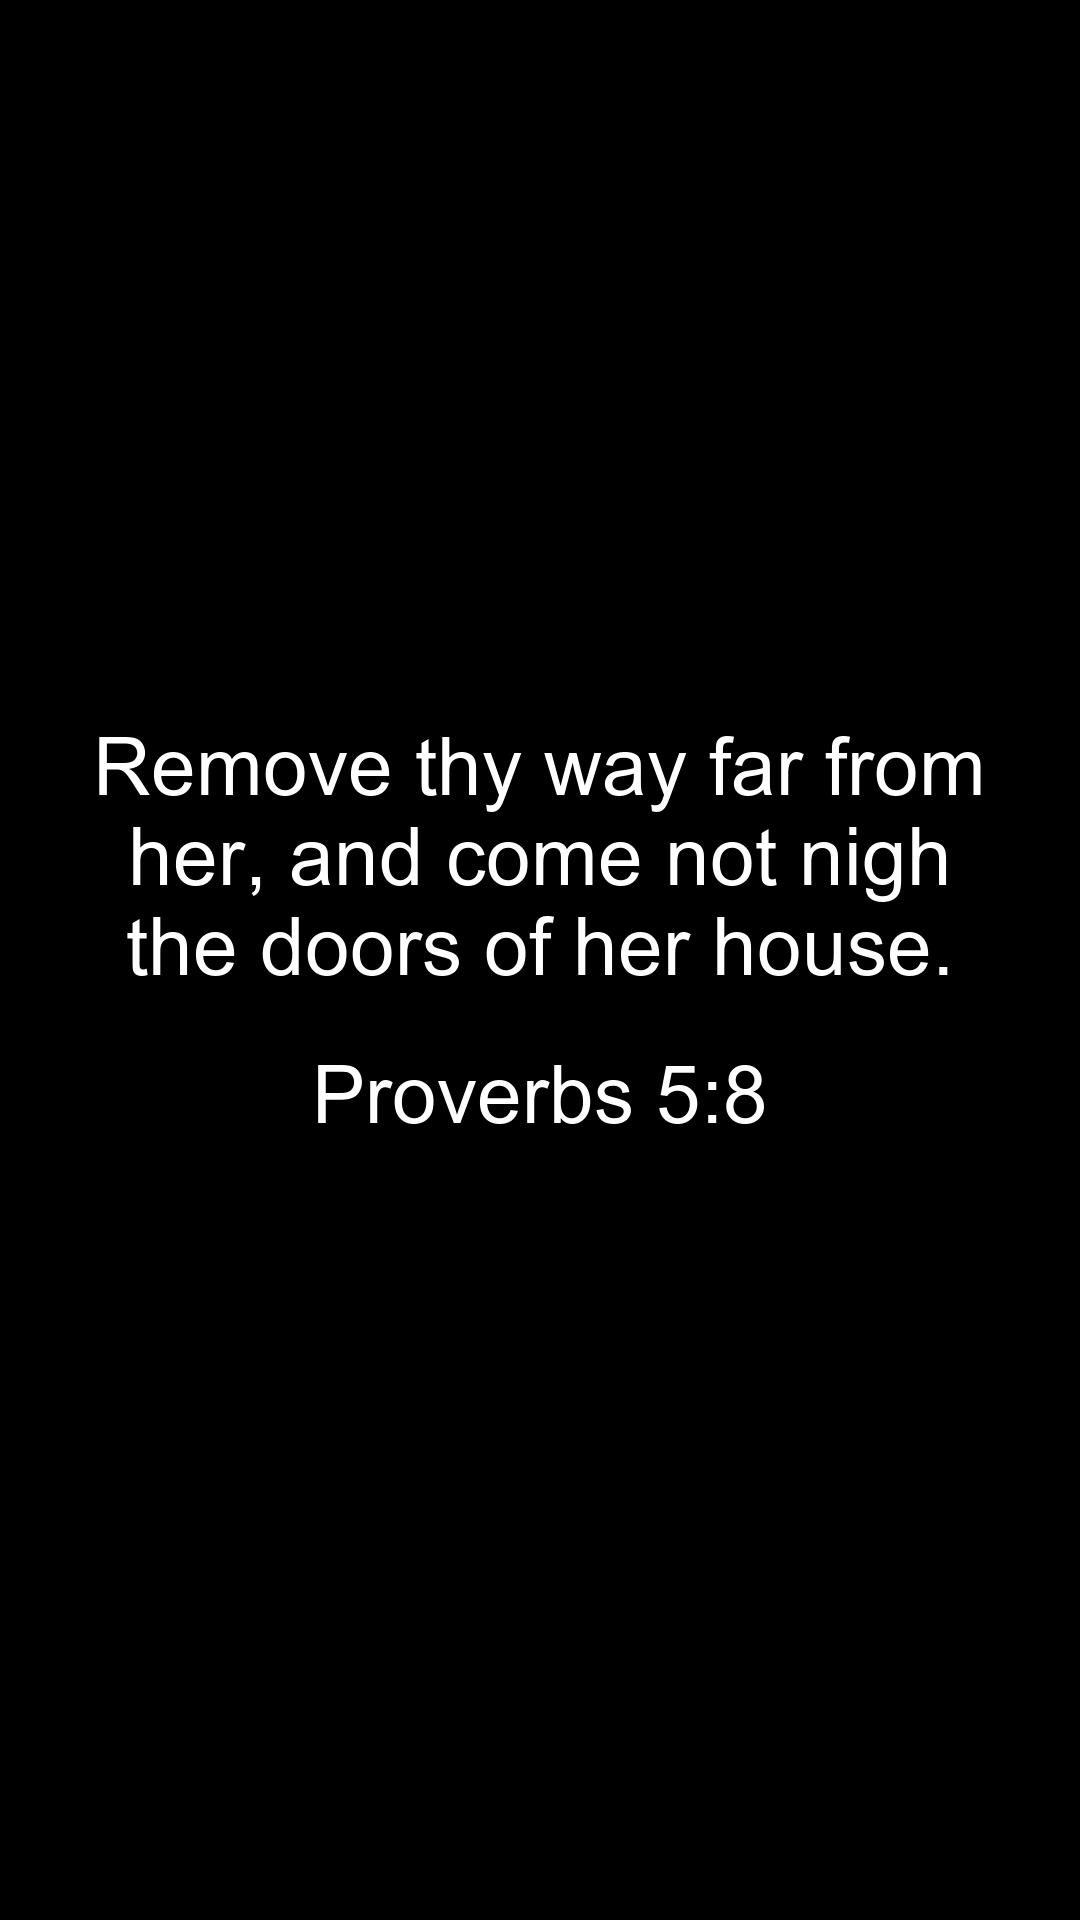 Remove thy way far from
her, and come not nigh
the doors of her house.
Proverbs 5:8